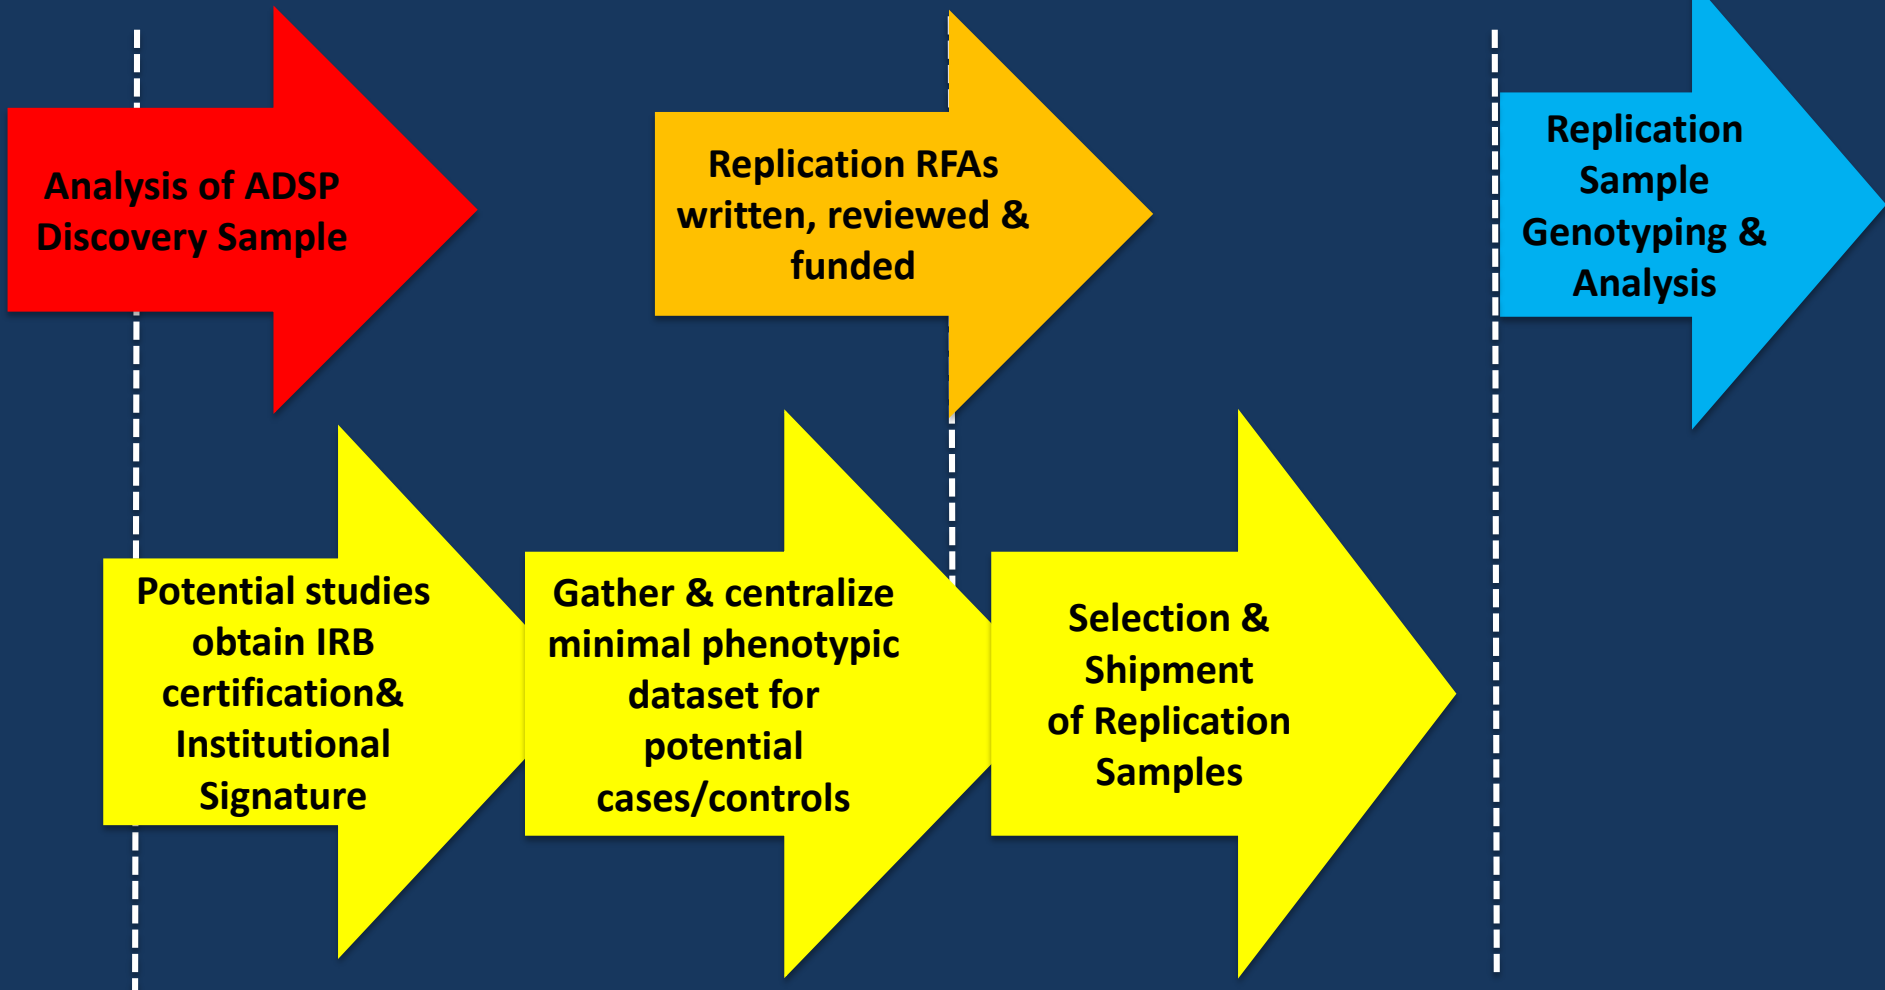 Analysis of ADSP
Discovery Sample
Replication RFAs
written, reviewed &
funded
Replication
Sample
Genotyping &
Analysis
Potential studies
obtain IRB
certification&
Institutional
Signature
Gather & centralize
minimal phenotypic
dataset for
potential
cases/controls
Selection &
Shipment
of Replication
Samples